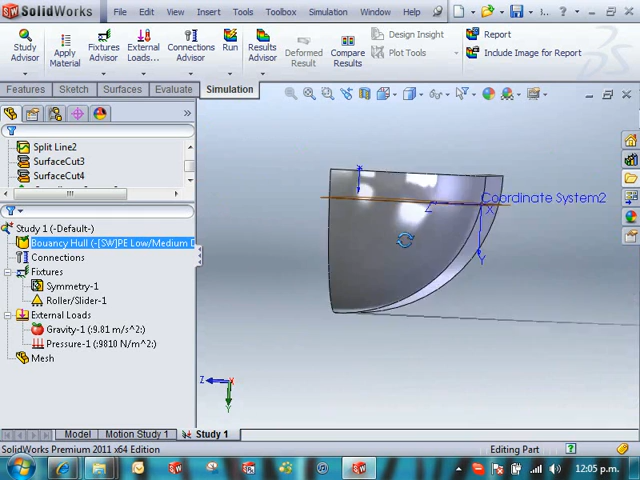 SolidWorks File Edit View Insert Tools Toolbox Simulation Window Help
Study Advisor
Apply Material
Fixtures Advisor
External Loads...
Connections Advisor
Run
Results Advisor
Deformed Result
Compare Results
Design Insight
Plot Tools
Report
Include Image for Report
Features Sketch Surfaces Evaluate Simulation
Split Line2
SurfaceCut3
SurfaceCut4
Study 1 (-Default-)
Bouancy Hull (-[SW]PE Low/Medium D
Connections
Fixtures
Symmetry-1
Roller/Slider-1
External Loads
Gravity-1 (:9.81 m/s^2:)
Pressure-1 (:9810 N/m^2:)
Mesh
Coordinate System2
Z
X
Y
Z
X
Y
Model Motion Study 1 Study 1
SolidWorks Premium 2011 x64 Edition
Editing Part
12:05 p.m.